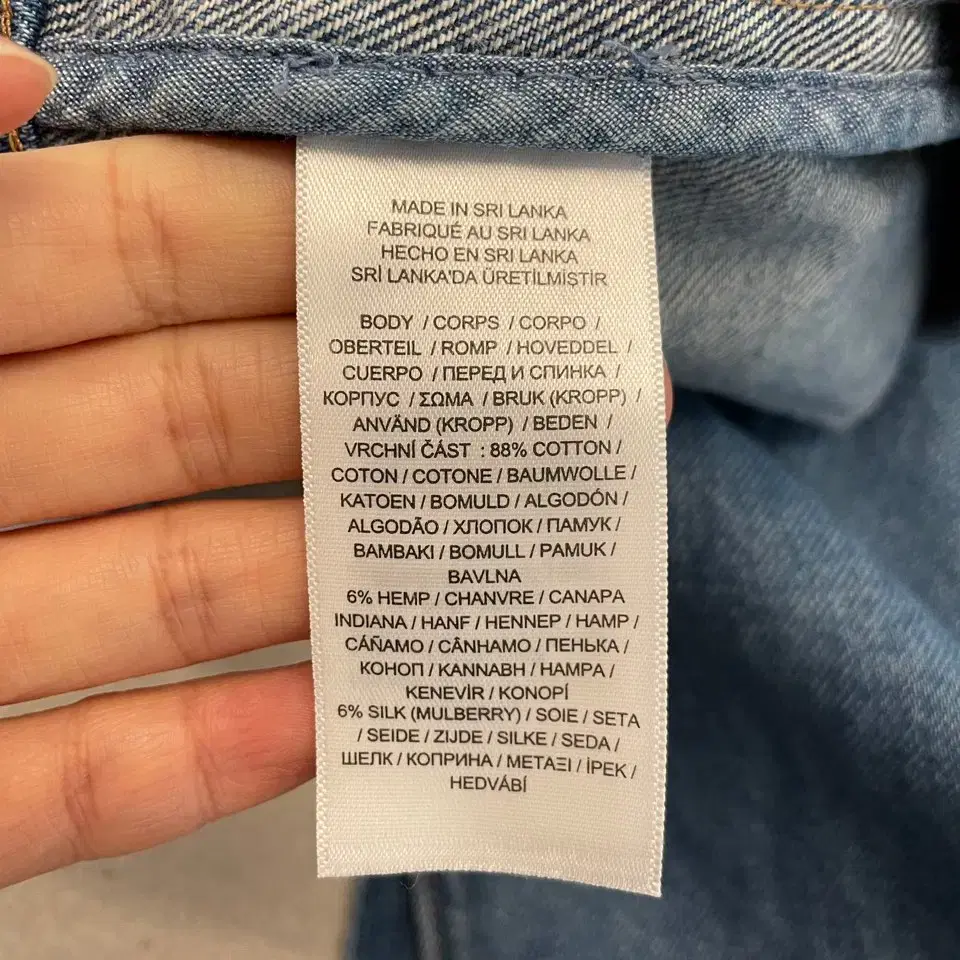 MADE IN SRI LANKA
FABRIQUÉ AU SRI LANKA
HECHO EN SRI LANKA
SRİ LANKA'DA ÜRETİLMİSTİR
BODY / CORPS / CORPO /
OBERTEIL / ROMP / HOVEDDEL /
CUERPO / ПЕРЕД И СПИНКА /
КОРПУС / ΣΩΜΑ / BRUK (KROPP) /
ANVÄND (KROPP) / BEDEN /
VRCHNÍ ČÁST : 88% COTTON /
COTON / COTONE / BAUMWOLLE /
KATOEN / BOMULD / ALGODÓN /
ALGODÃO / ХЛОПОК / ПАМУК /
BAMBAKI / BOMULL / PAMUK /
BAVLNA
6% HEMP / CHANVRE / CANAPA
INDIANA / HANF / HENNEP / HAMP /
CÁÑAMO / CÂNHAMO / ПЕНЬКА /
КОНОП / ΚΑΝΝΑΒΗ / HAMPA /
KENEVİR / KONOPÍ
6% SILK (MULBERRY) / SOIE / SETA
/ SEIDE / ZIJDE / SILKE / SEDA /
ШЕЛК / КОПРИНА / ΜΕΤΑΞΙ / İPEK /
HEDVÁBÍ